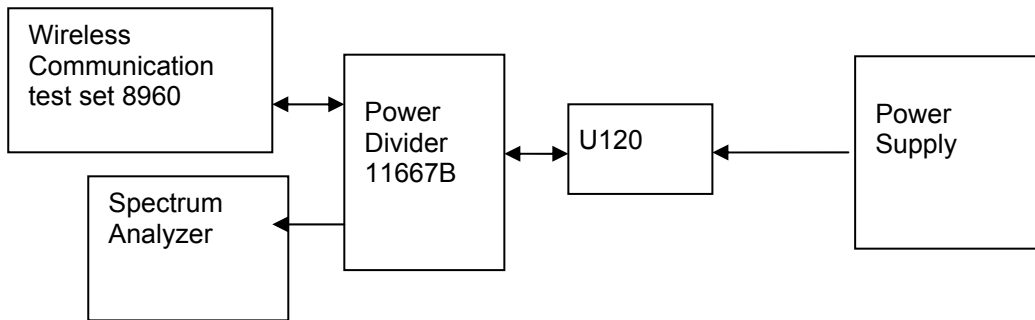 Wireless
Communication
test set 8960
Power
Divider
11667B
U120
Power
Supply
Spectrum
Analyzer